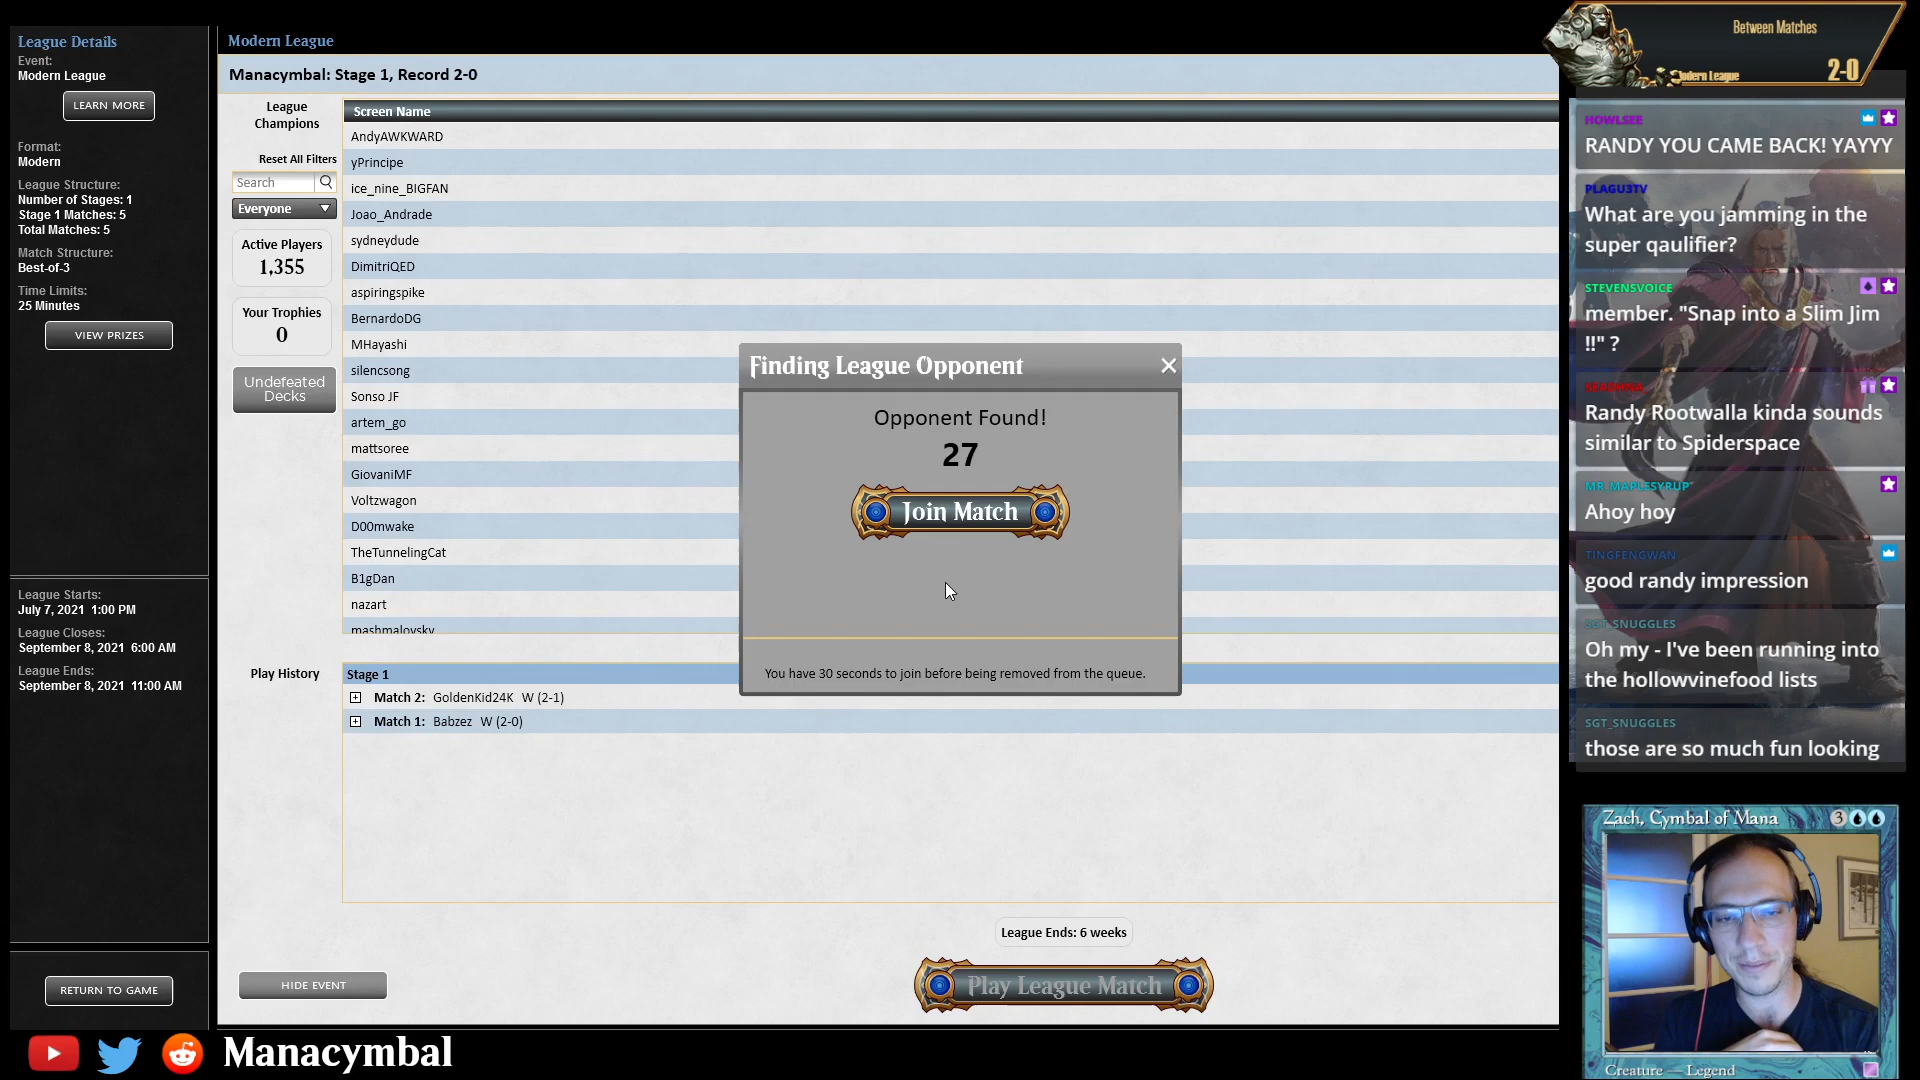 League Details
Event:
Modern League
LEARN MORE
Format:
Modern
League Structure:
Number of Stages: 1
Stage 1 Matches: 5
Total Matches: 5
Match Structure:
Best-of-3
Time Limits:
25 Minutes
VIEW PRIZES
League Starts:
July 7, 2021 1:00 PM
League Closes:
September 8, 2021 6:00 AM
League Ends:
September 8, 2021 11:00 AM
RETURN TO GAME
Modern League
Manacymbal: Stage 1, Record 2-0
League
Champions
Reset All Filters
Search
Everyone
Active Players
1,355
Your Trophies
0
Undefeated
Decks
Screen Name
AndyAWKWARD
yPrincipe
ice_nine_BIGFAN
Joao_Andrade
sydneydude
DimitriQED
aspiringspike
BernardoDG
MHayashi
silencsong
Sonso JF
artem_go
mattsoree
GiovaniMF
Voltzwagon
D00mwake
TheTunnelingCat
B1gDan
nazart
mashmalovsky
Finding League Opponent
Opponent Found!
27
Join Match
You have 30 seconds to join before being removed from the queue.
Play History
Stage 1
Match 2: GoldenKid24K W (2-1)
Match 1: Babzez W (2-0)
League Ends: 6 weeks
HIDE EVENT
Play League Match
Manacymbal
Between Matches
Modern League
2-0
HOWLSEE
RANDY YOU CAME BACK! YAYYY
PLAGU3TV
What are you jamming in the
super qaulifier?
STEVENSVOICE
member. "Snap into a Slim Jim
!!" ?
Randy Rootwalla kinda sounds
similar to Spiderspace
MR_MAPLESYRUP
Ahoy hoy
TINGFENGWAN
good randy impression
SGT_SNUGGLES
Oh my - I've been running into
the hollowvinefood lists
SGT_SNUGGLES
those are so much fun looking
Zach, Cymbal of Mana 3
Creature — Legend